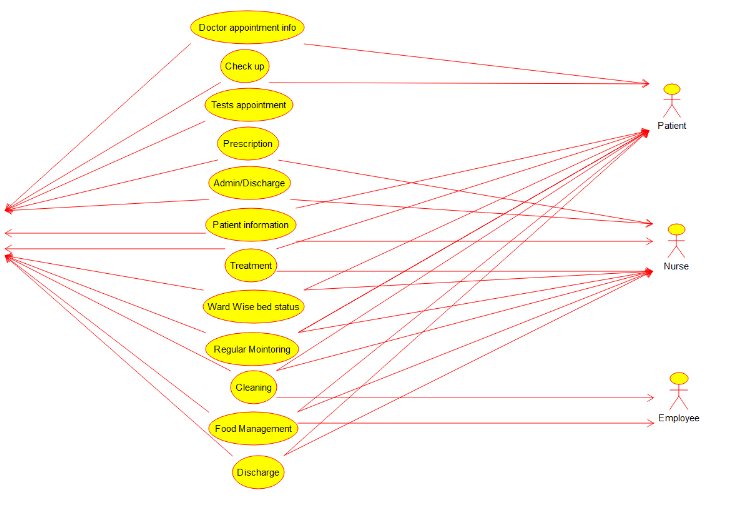 Doctor appointment info
Check up
Tests appointment
Prescription
Admin/Discharge
Patient information
Treatment
Ward Wise bed status
Regular Mointoring
Cleaning
Food Management
Discharge
Patient
Nurse
Employee